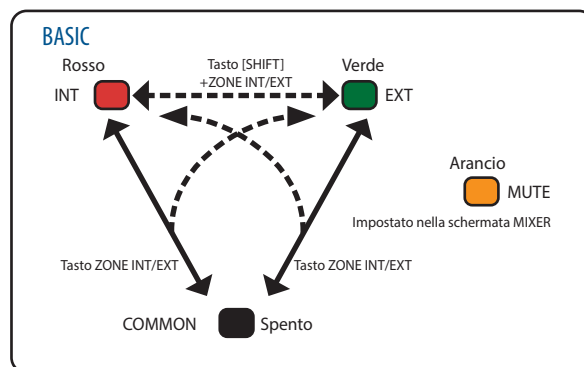 BASIC
Rosso
Tasto [SHIFT]
+ZONE INT/EXT
Verde
INT
EXT
Arancio
MUTE
Impostato nella schermata MIXER
Tasto ZONE INT/EXT
Tasto ZONE INT/EXT
COMMON
Spento